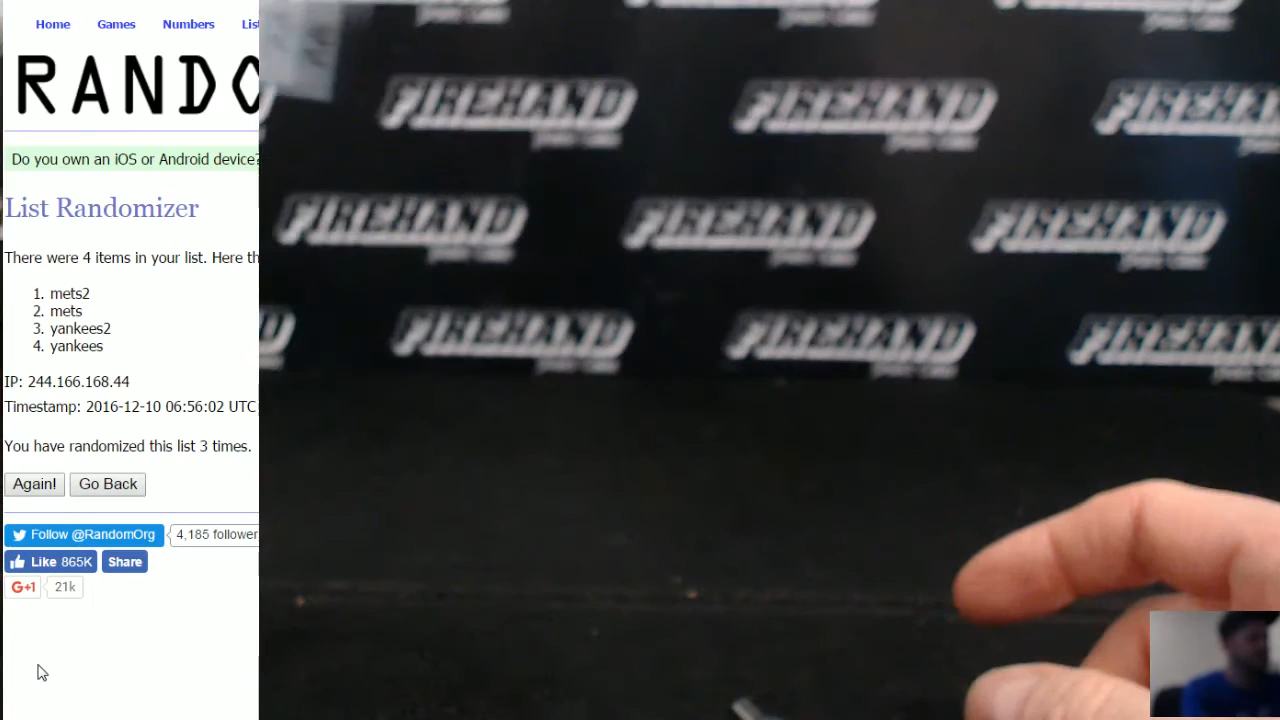 Home Games Numbers Lis
RANDO
Do you own an iOS or Android device?
List Randomizer
There were 4 items in your list. Here th
1. mets2
2. mets
3. yankees2
4. yankees
IP: 244.166.168.44
Timestamp: 2016-12-10 06:56:02 UTC
You have randomized this list 3 times.
Again! Go Back
Follow @RandomOrg 4,185 follower
Like 865K Share
G+1 21k
FIREHAND FIREHAND FIREHAND
FIREHAND FIREHAND FIREHAND
D FIREHAND FIREHAND FIREHAND